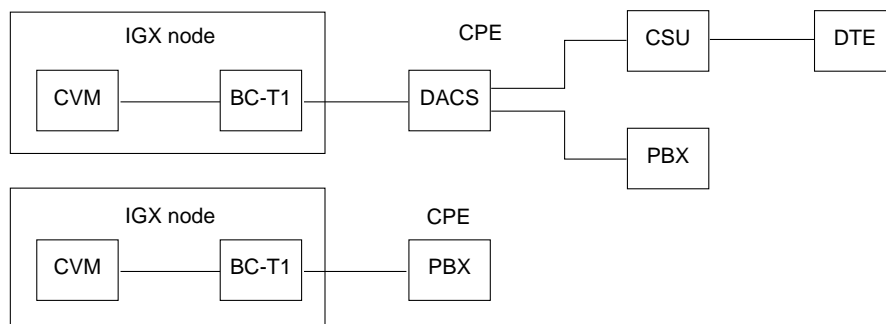 IGX node
CPE
CSU
DTE
CVM
BC-T1
DACS
PBX
IGX node
CPE
CVM
BC-T1
PBX